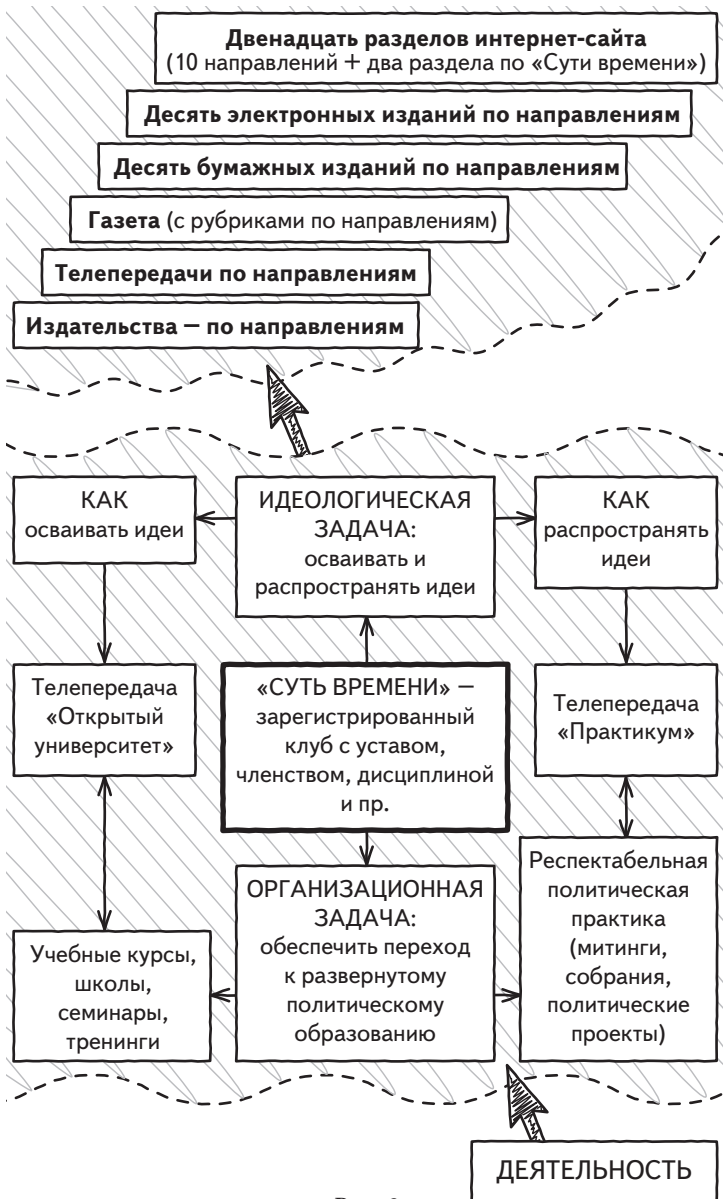 Двенадцать разделов интернет-сайта
(10 направлений + два раздела по «Сути времени»)
Десять электронных изданий по направлениям
Десять бумажных изданий по направлениям
Газета (с рубриками по направлениям)
Телепередачи по направлениям
Издательства — по направлениям
КАК
осваивать идеи
ИДЕОЛОГИЧЕСКАЯ
ЗАДАЧА:
осваивать и
распространять идеи
КАК
распространять
идеи
Телепередача
«Открытый
университет»
«СУТЬ ВРЕМЕНИ» —
зарегистрированный
клуб с уставом,
членством, дисциплиной
и пр.
Телепередача
«Практикум»
Учебные курсы,
школы,
семинары,
тренинги
ОРГАНИЗАЦИОННАЯ
ЗАДАЧА:
обеспечить переход
к развернутому
политическому
образованию
Респектабельная
политическая
практика
(митинги,
собрания,
политические
проекты)
ДЕЯТЕЛЬНОСТЬ